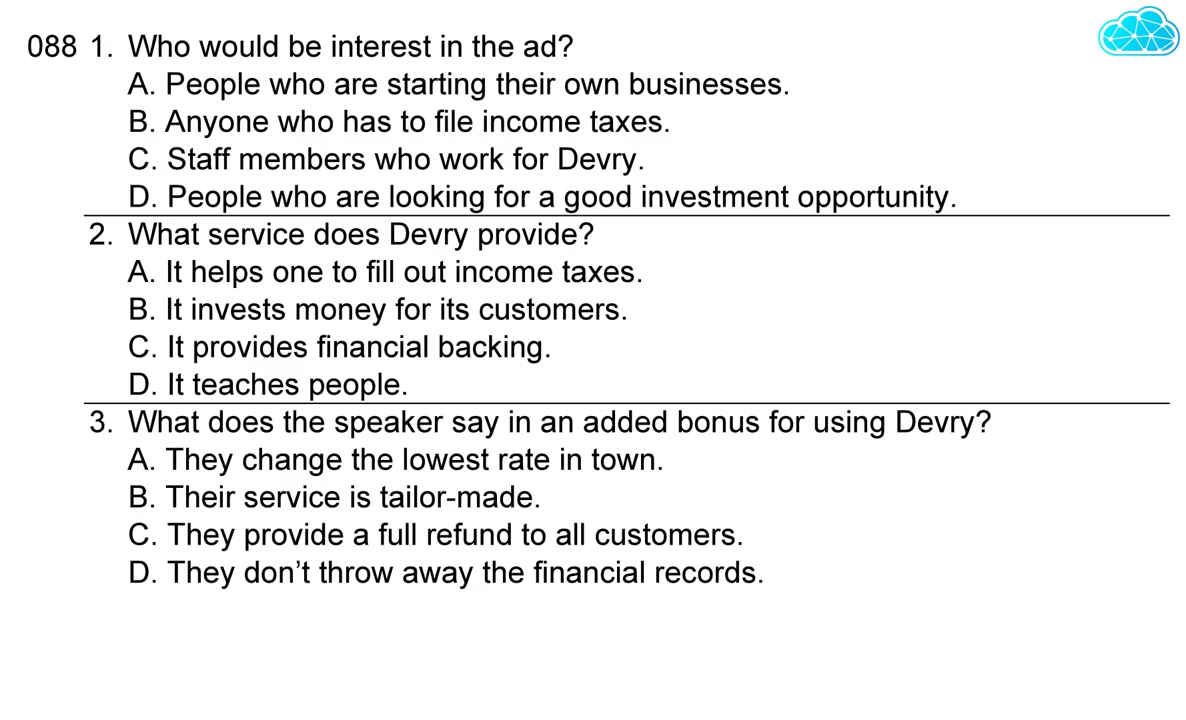 088 1. Who would be interest in the ad?
A. People who are starting their own businesses.
B. Anyone who has to file income taxes.
C. Staff members who work for Devry.
D. People who are looking for a good investment opportunity.
2. What service does Devry provide?
A. It helps one to fill out income taxes.
B. It invests money for its customers.
C. It provides financial backing.
D. It teaches people.
3. What does the speaker say in an added bonus for using Devry?
A. They change the lowest rate in town.
B. Their service is tailor-made.
C. They provide a full refund to all customers.
D. They don’t throw away the financial records.